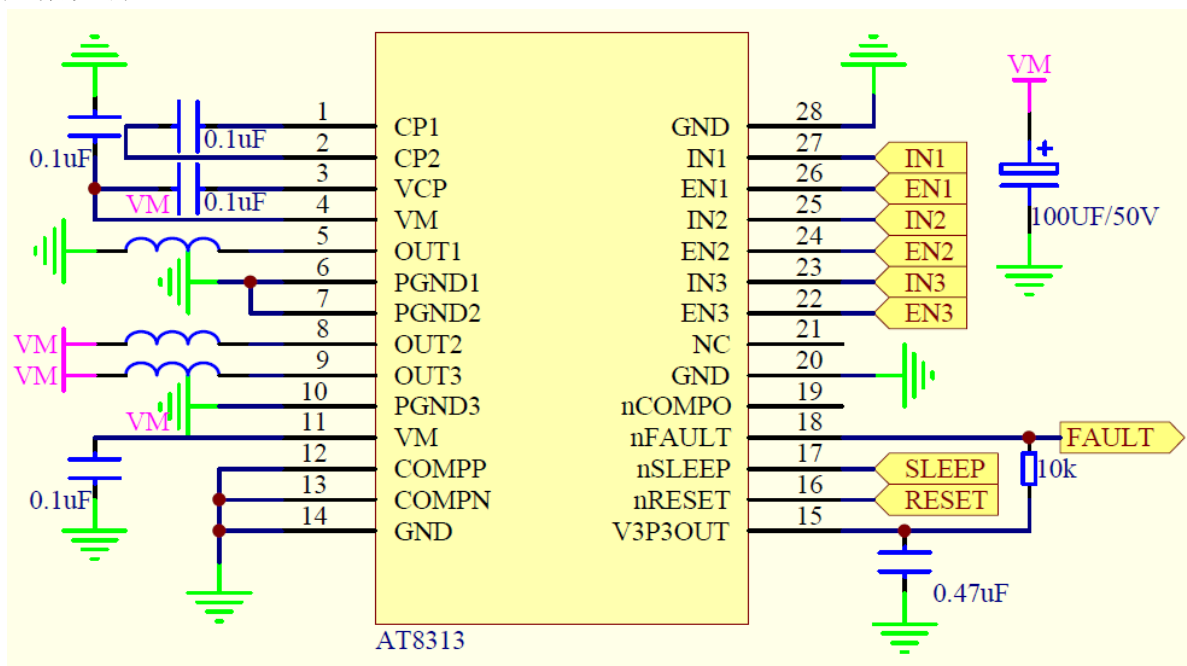 VM
1
CP1
GND
28
0.1uF
0.1uF
2
CP2
IN1
27
IN1
3
VCP
EN1
26
EN1
VM
0.1uF
4
VM
IN2
25
IN2
100UF/50V
5
OUT1
EN2
24
EN2
6
PGND1
IN3
23
IN3
7
PGND2
EN3
22
EN3
VM
8
OUT2
NC
21
VM
9
OUT3
GND
20
10
PGND3
nCOMPO
19
VM
11
VM
nFAULT
18
FAULT
12
COMPP
nSLEEP
17
SLEEP
10k
0.1uF
13
COMPN
nRESET
16
RESET
14
GND
V3P3OUT
15
0.47uF
AT8313